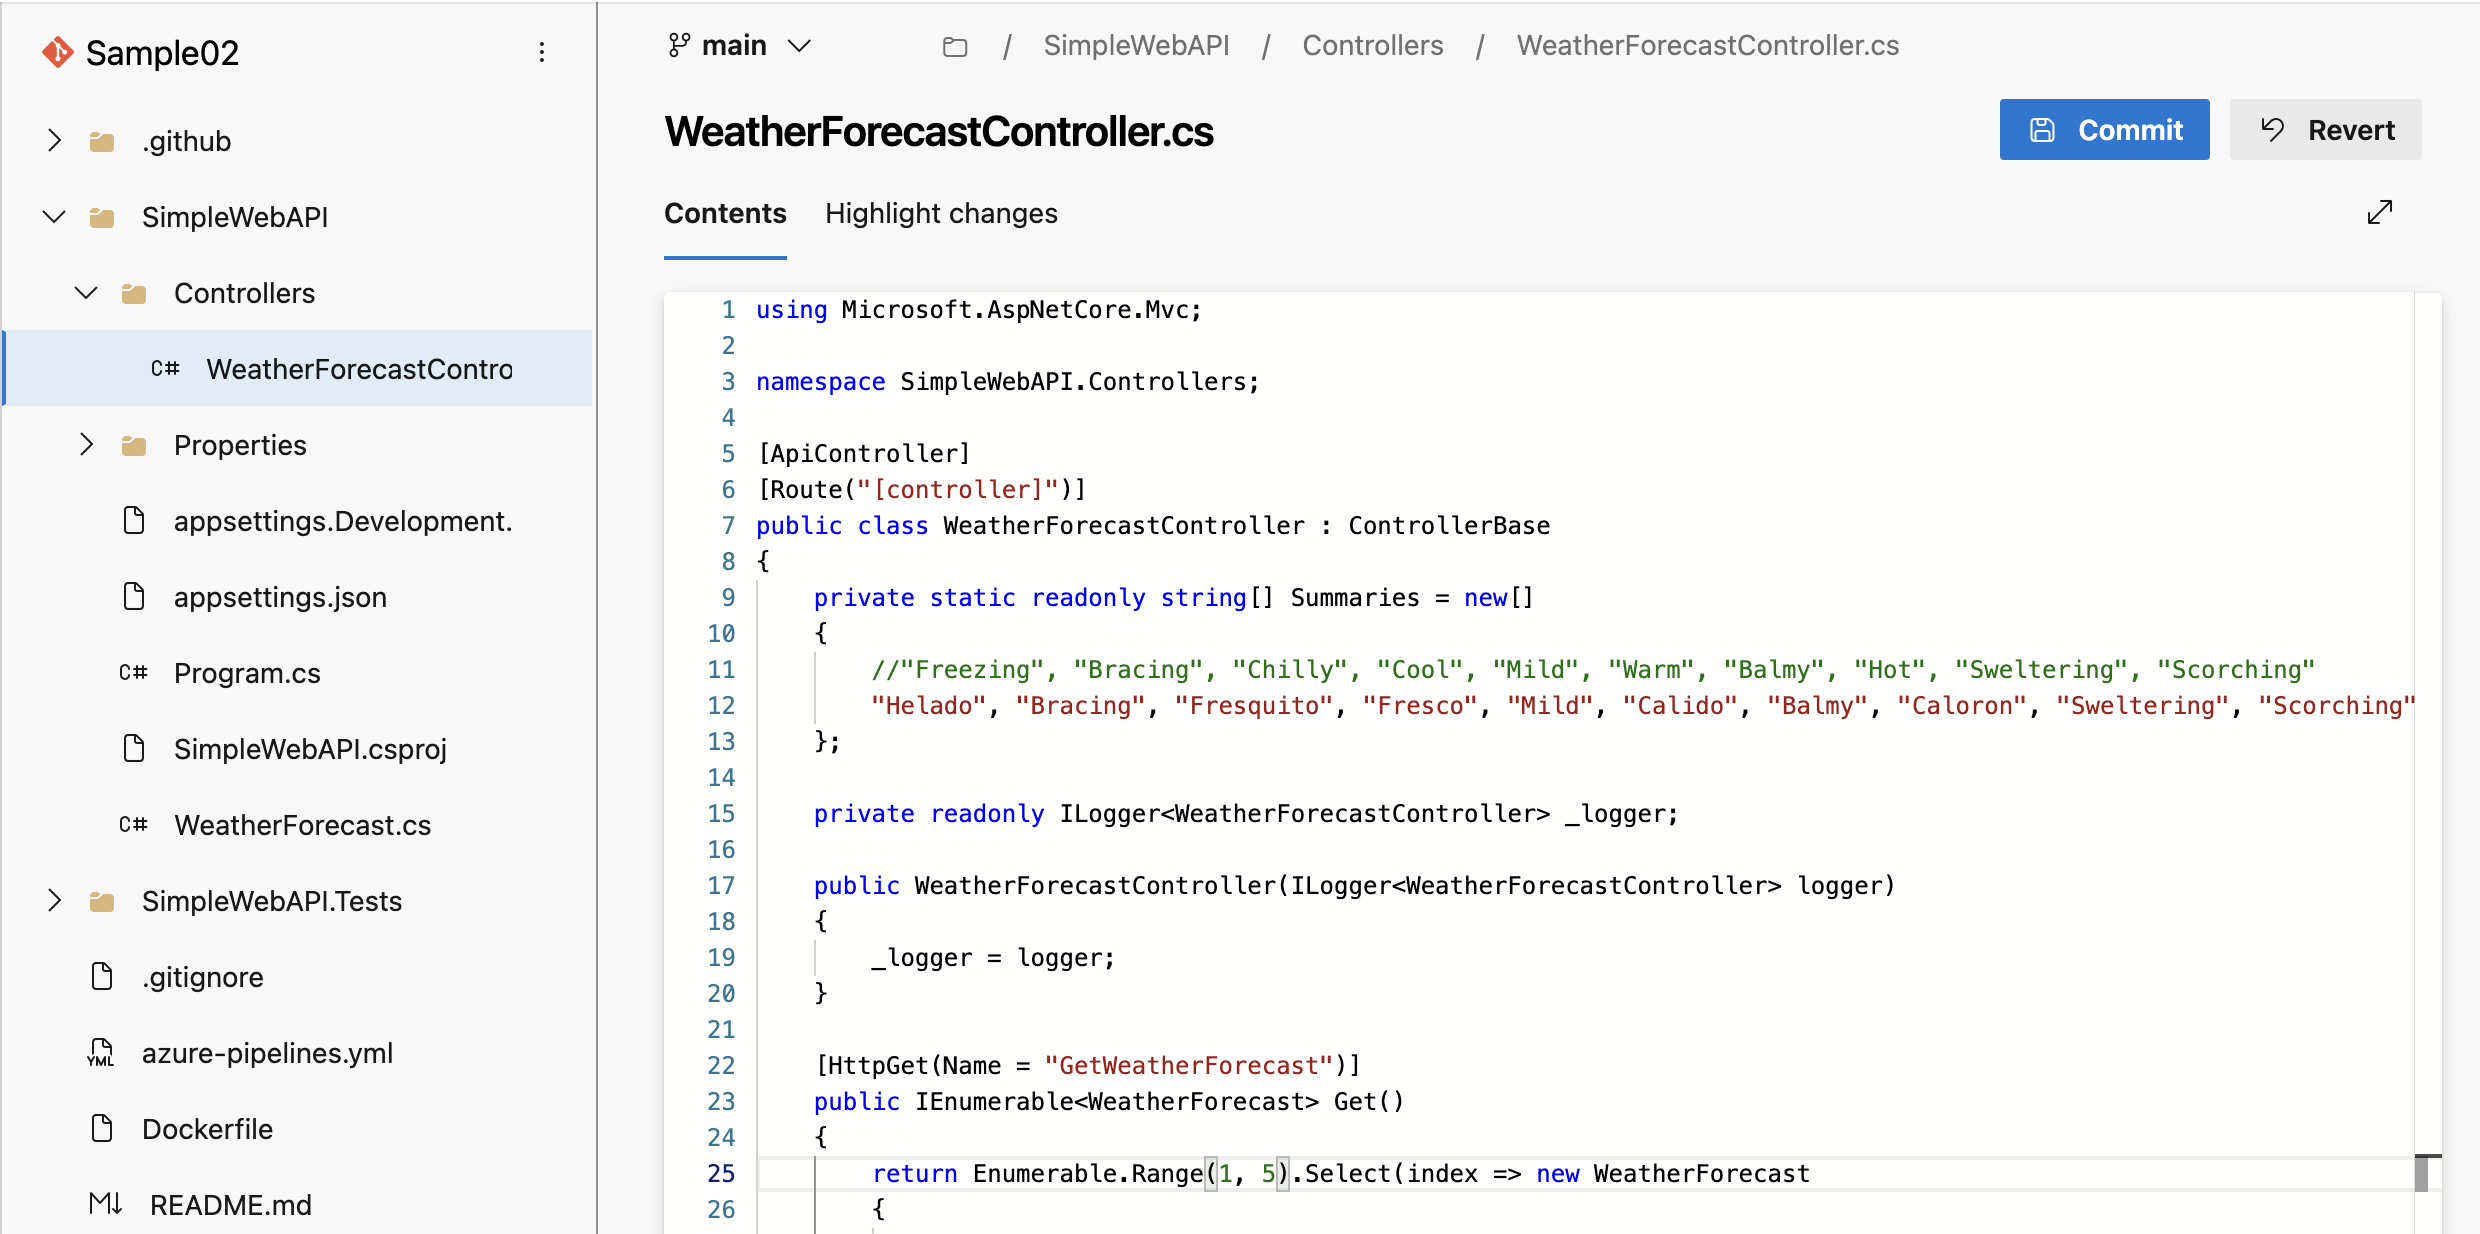 Sample02
.github
SimpleWebAPI
Controllers
C# WeatherForecastContro
Properties
appsettings.Development.
appsettings.json
C# Program.cs
SimpleWebAPI.csproj
C# WeatherForecast.cs
SimpleWebAPI.Tests
.gitignore
YML azure-pipelines.yml
Dockerfile
M↓ README.md
main / SimpleWebAPI / Controllers / WeatherForecastController.cs
WeatherForecastController.cs
Commit Revert
Contents Highlight changes
1 using Microsoft.AspNetCore.Mvc;
2
3 namespace SimpleWebAPI.Controllers;
4
5 [ApiController]
6 [Route("[controller]")]
7 public class WeatherForecastController : ControllerBase
8 {
9 private static readonly string[] Summaries = new[]
10 {
11 //"Freezing", "Bracing", "Chilly", "Cool", "Mild", "Warm", "Balmy", "Hot", "Sweltering", "Scorching"
12 "Helado", "Bracing", "Fresquito", "Fresco", "Mild", "Calido", "Balmy", "Caloron", "Sweltering", "Scorching"
13 };
14
15 private readonly ILogger<WeatherForecastController> _logger;
16
17 public WeatherForecastController(ILogger<WeatherForecastController> logger)
18 {
19 _logger = logger;
20 }
21
22 [HttpGet(Name = "GetWeatherForecast")]
23 public IEnumerable<WeatherForecast> Get()
24 {
25 return Enumerable.Range(1, 5).Select(index => new WeatherForecast
26 {